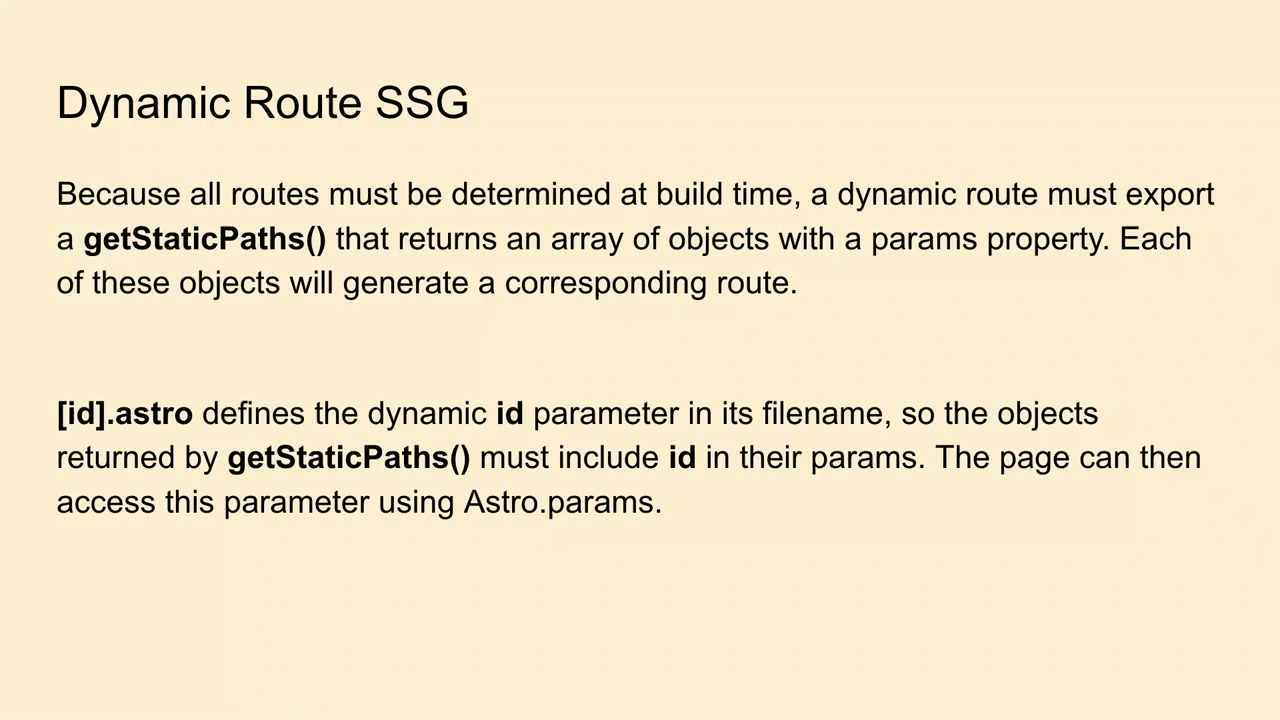 Dynamic Route SSG
Because all routes must be determined at build time, a dynamic route must export
a getStaticPaths() that returns an array of objects with a params property. Each
of these objects will generate a corresponding route.
[id].astro defines the dynamic id parameter in its filename, so the objects
returned by getStaticPaths() must include id in their params. The page can then
access this parameter using Astro.params.